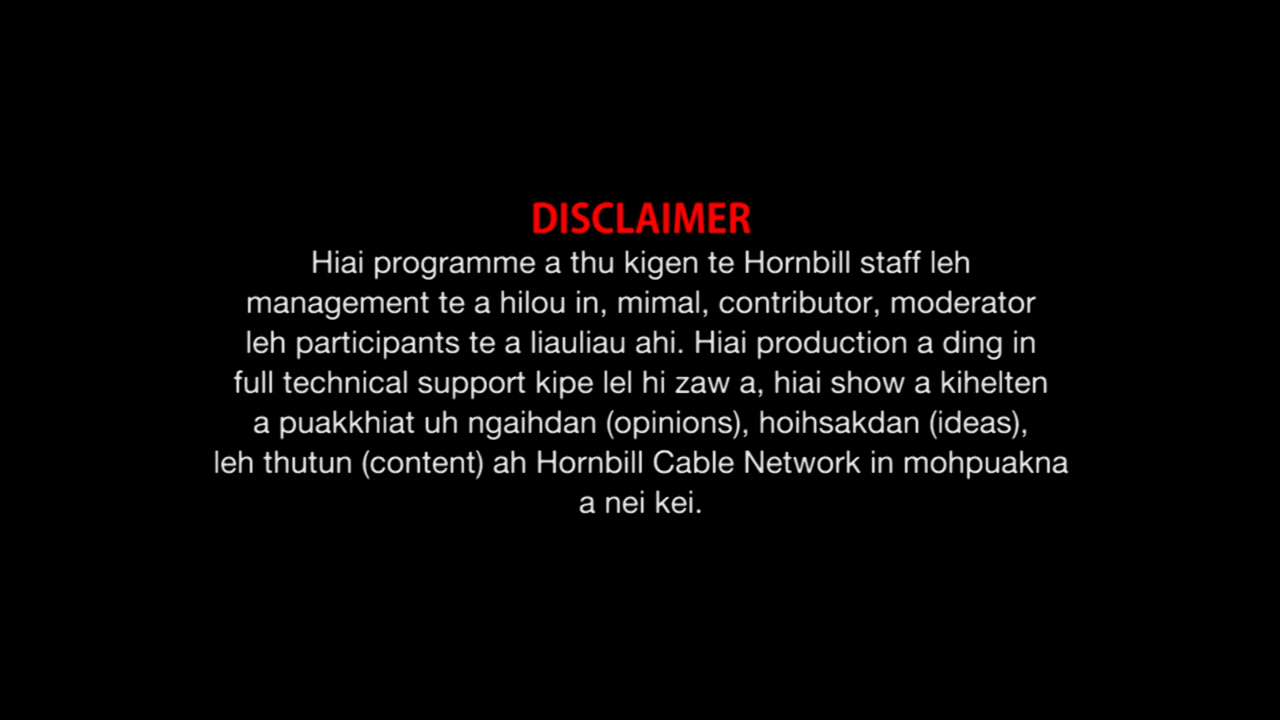 DISCLAIMER
Hiai programme a thu kigen te Hornbill staff leh
management te a hilou in, mimal, contributor, moderator
leh participants te a liauliau ahi. Hiai production a ding in
full technical support kipe lel hi zaw a, hiai show a kihelten
a puakkhiat uh ngaihdan (opinions), hoihsakdan (ideas),
leh thutun (content) ah Hornbill Cable Network in mohpuakna
a nei kei.